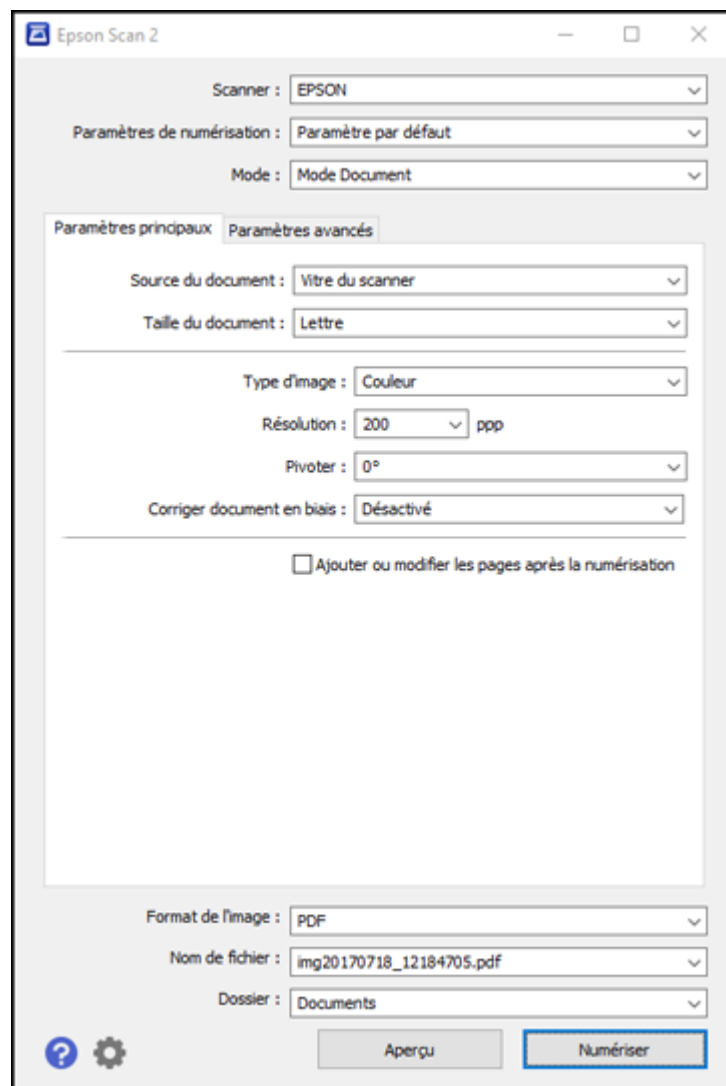 Epson Scan 2
Scanner : EPSON
Paramètres de numérisation : Paramètre par défaut
Mode : Mode Document
Paramètres principaux Paramètres avancés
Source du document : Vitre du scanner
Taille du document : Lettre
Type d'image : Couleur
Résolution : 200 ppp
Pivoter : 0°
Corriger document en biais : Désactivé
Ajouter ou modifier les pages après la numérisation
Format de l'image : PDF
Nom de fichier : img20170718_12184705.pdf
Dossier : Documents
? Aperçu Numériser